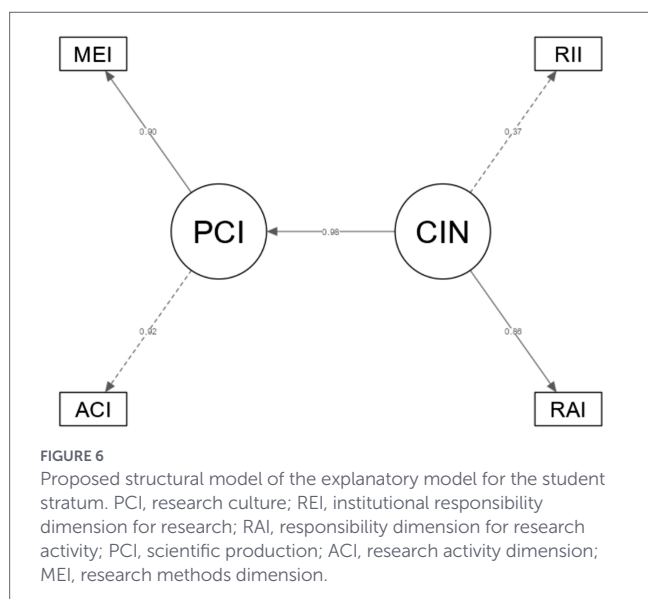 MEI
RII
0.90
0.37
PCI
0.98
CIN
0.92
0.86
ACI
RAI
FIGURE 6
Proposed structural model of the explanatory model for the student
stratum. PCI, research culture; REI, institutional responsibility
dimension for research; RAI, responsibility dimension for research
activity; PCI, scientific production; ACI, research activity dimension;
MEI, research methods dimension.